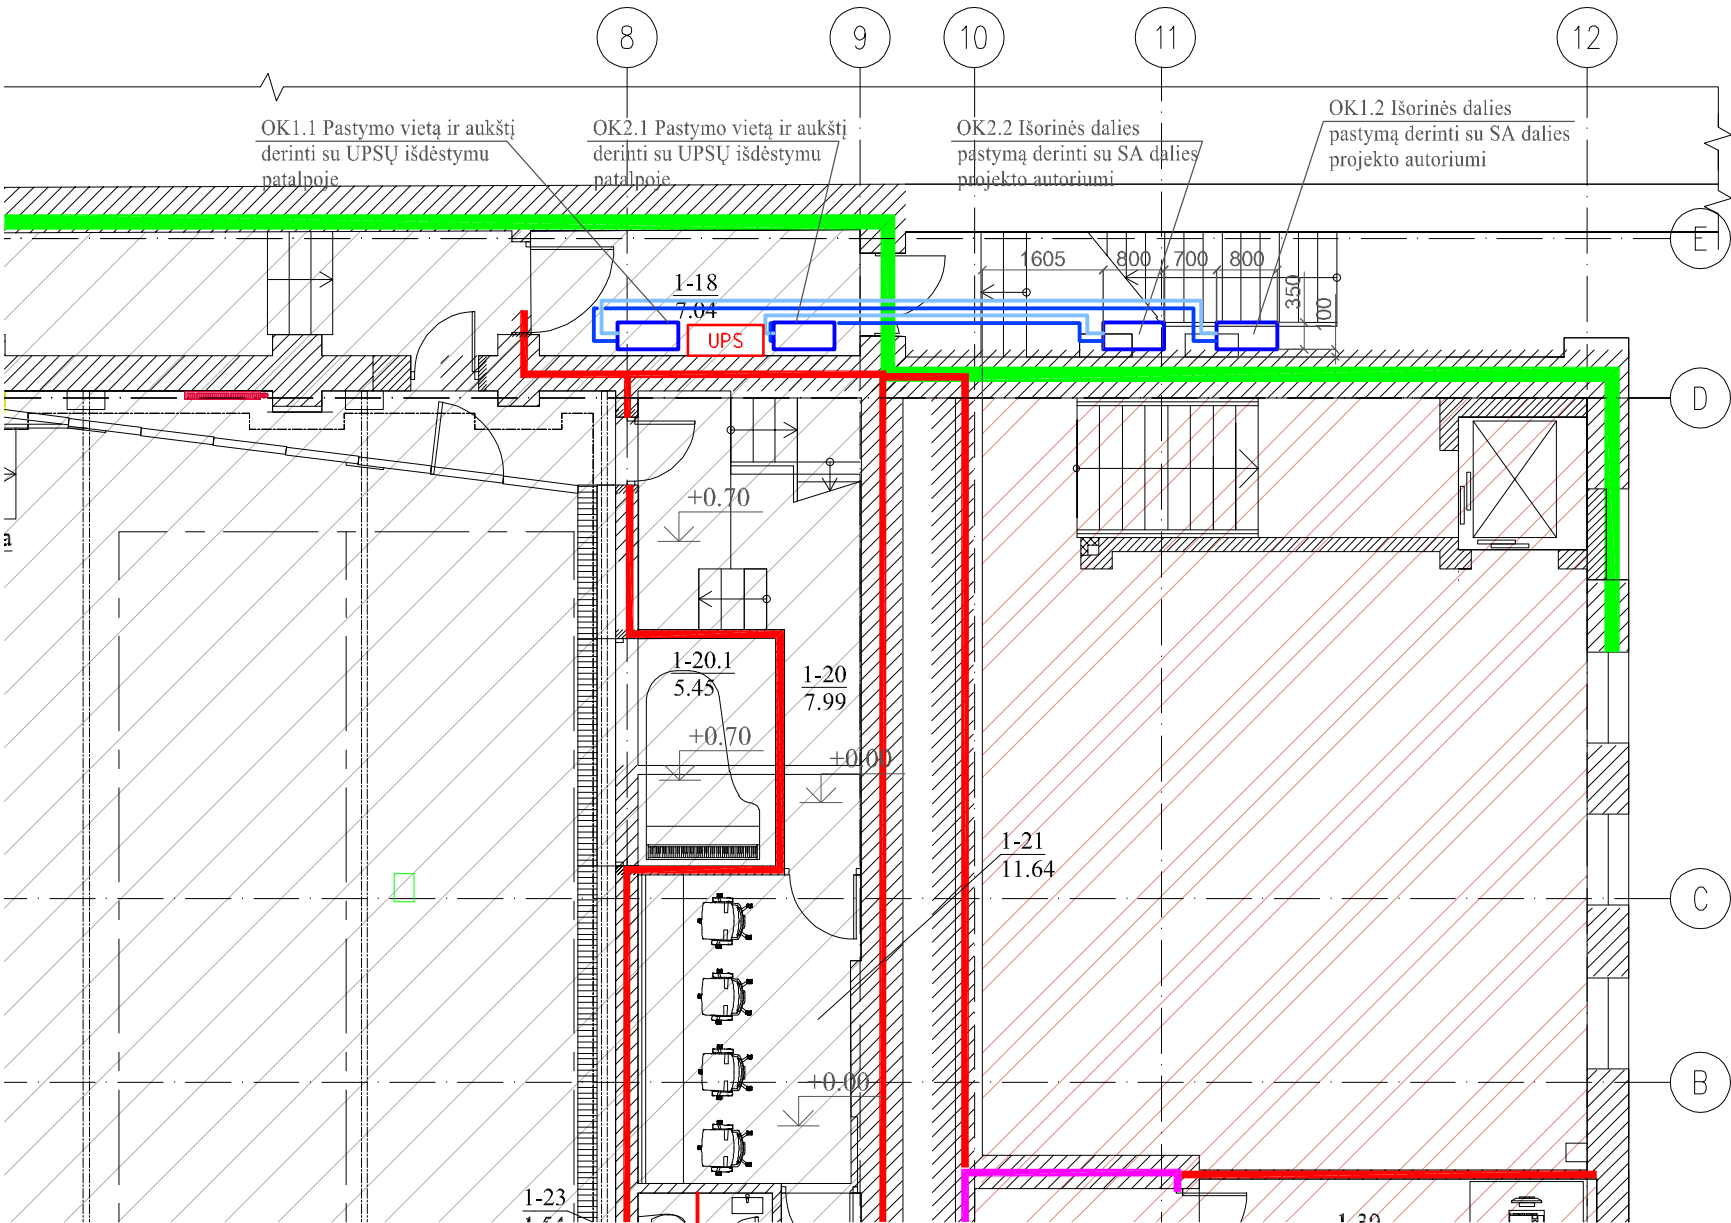 8
9
10
11
12
OK1.1 Pastymo vietą ir aukštį
derinti su UPSŲ išdėstymu
patalpoje
OK2.1 Pastymo vietą ir aukštį
derinti su UPSŲ išdėstymu
patalpoje
OK2.2 Išorinės dalies
pastymą derinti su SA dalies
projekto autoriumi
OK1.2 Išorinės dalies
pastymą derinti su SA dalies
projekto autoriumi
E
1605
800
700
800
350
100
1-18
7.04
UPS
D
+0.70
a
1-20.1
5.45
1-20
7.99
+0.70
+0.00
1-21
11.64
C
+0.00
B
1-23
1.54
1-39